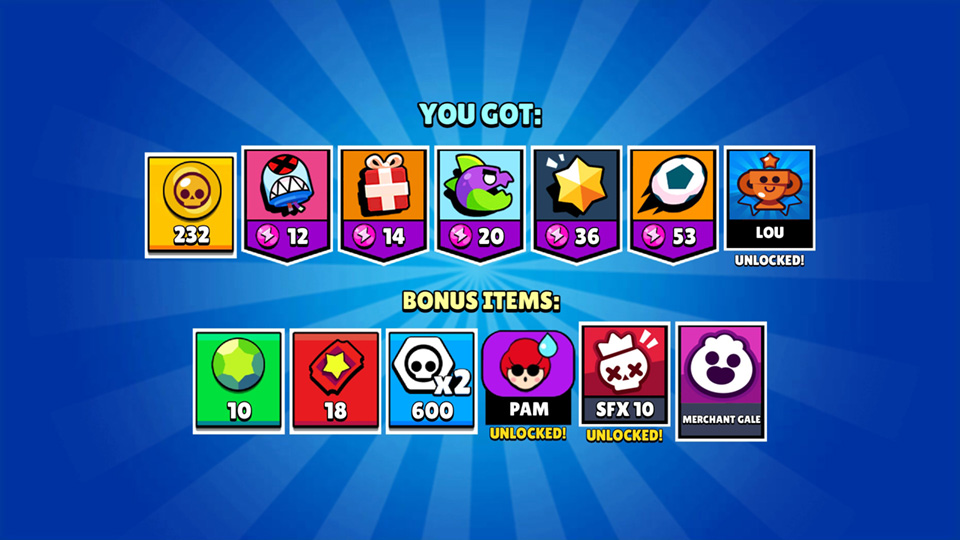 YOU GOT:
232
12
14
20
36
53
LOU
UNLOCKED!
BONUS ITEMS:
10
18
x2
600
PAM
UNLOCKED!
SFX 10
UNLOCKED!
MERCHANT GALE